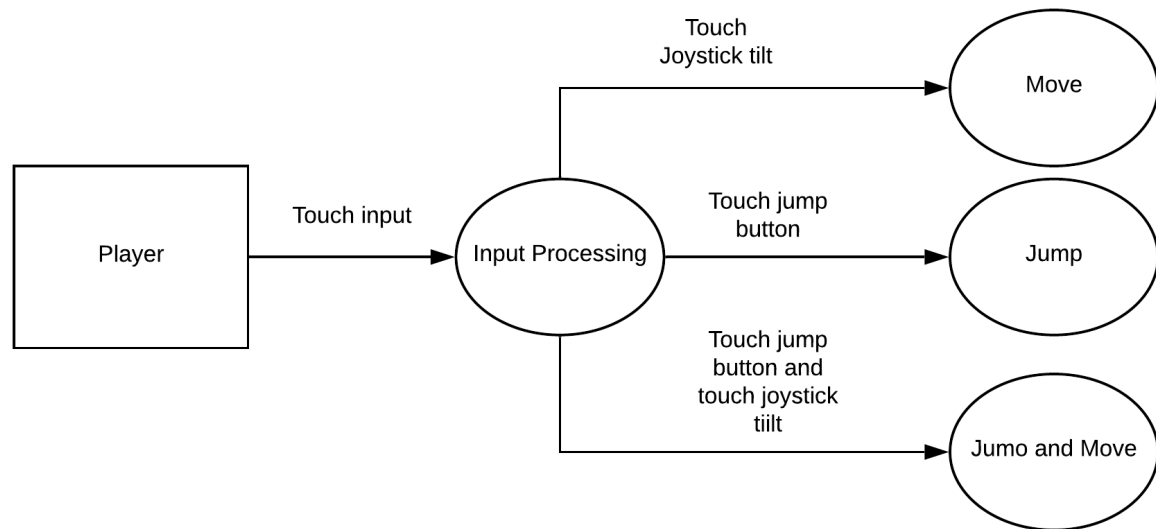 Touch
Joystick tilt
Move
Player
Touch input
Input Processing
Touch jump
button
Jump
Touch jump
button and
touch joystick
tiilt
Jumo and Move